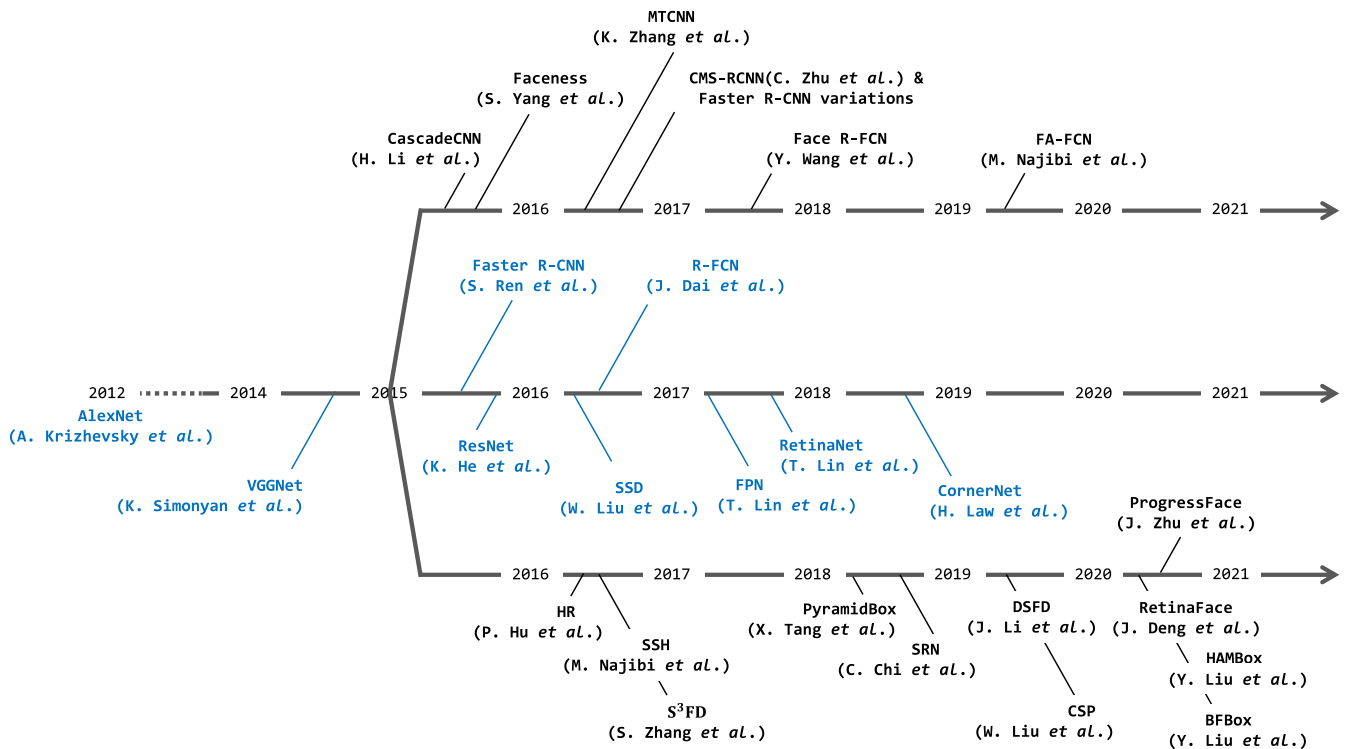 MTCNN
(K. Zhang et al.)
Faceness
(S. Yang et al.)
CMS-RCNN(C. Zhu et al.) &
Faster R-CNN variations
CascadeCNN
(H. Li et al.)
Face R-FCN
(Y. Wang et al.)
FA-FCN
(M. Najibi et al.)
2016 2017 2018 2019 2020 2021
Faster R-CNN
(S. Ren et al.)
R-FCN
(J. Dai et al.)
2012 2014 2015 2016 2017 2018 2019 2020 2021
AlexNet
(A. Krizhevsky et al.)
VGGNet
(K. Simonyan et al.)
ResNet
(K. He et al.)
SSD
(W. Liu et al.)
FPN
(T. Lin et al.)
RetinaNet
(T. Lin et al.)
CornerNet
(H. Law et al.)
ProgressFace
(J. Zhu et al.)
2016 2017 2018 2019 2020 2021
HR
(P. Hu et al.)
SSH
(M. Najibi et al.)
S³FD
(S. Zhang et al.)
PyramidBox
(X. Tang et al.)
SRN
(C. Chi et al.)
DSFD
(J. Li et al.)
CSP
(W. Liu et al.)
RetinaFace
(J. Deng et al.)
HAMBox
(Y. Liu et al.)
BFBox
(Y. Liu et al.)